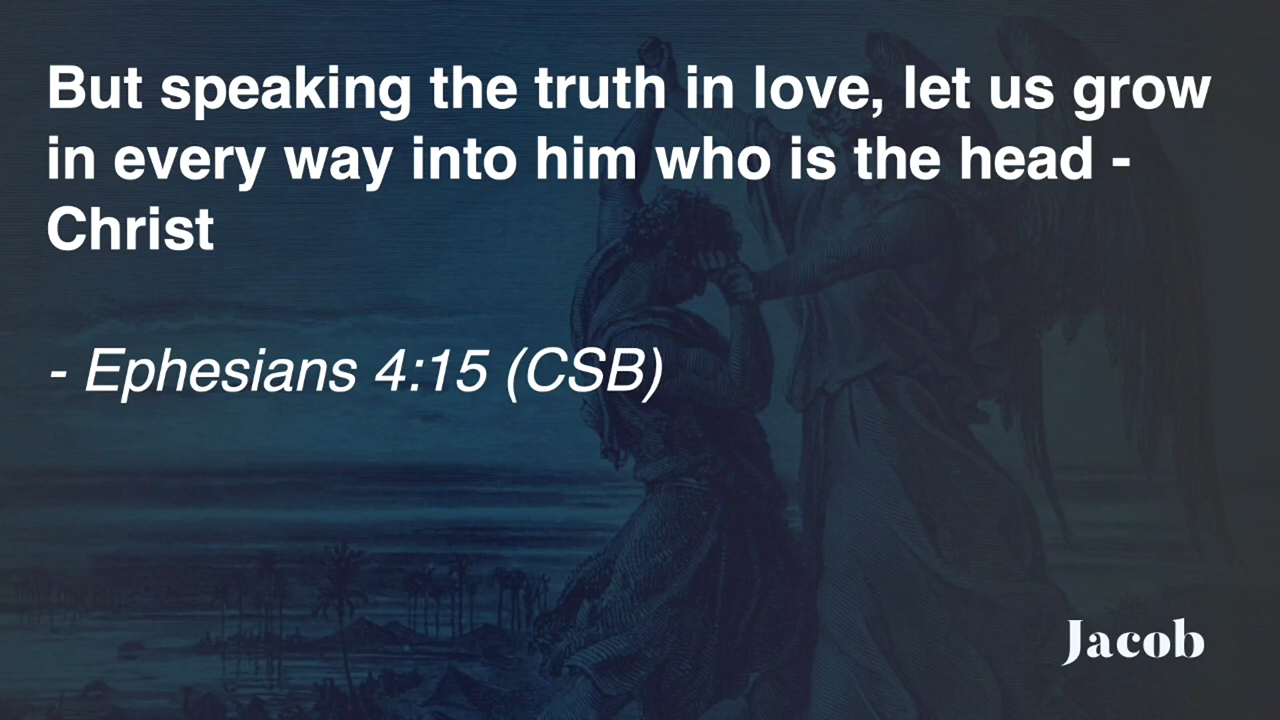 But speaking the truth in love, let us grow
in every way into him who is the head -
Christ
- Ephesians 4:15 (CSB)
Jacob